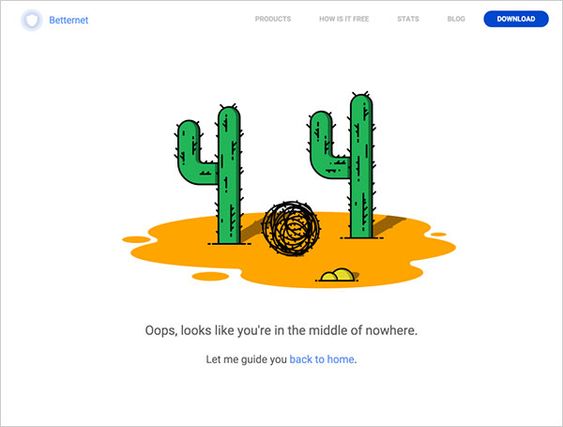 Betternet
PRODUCTS HOW IS IT FREE STATS BLOG DOWNLOAD
Oops, looks like you're in the middle of nowhere.
Let me guide you back to home.